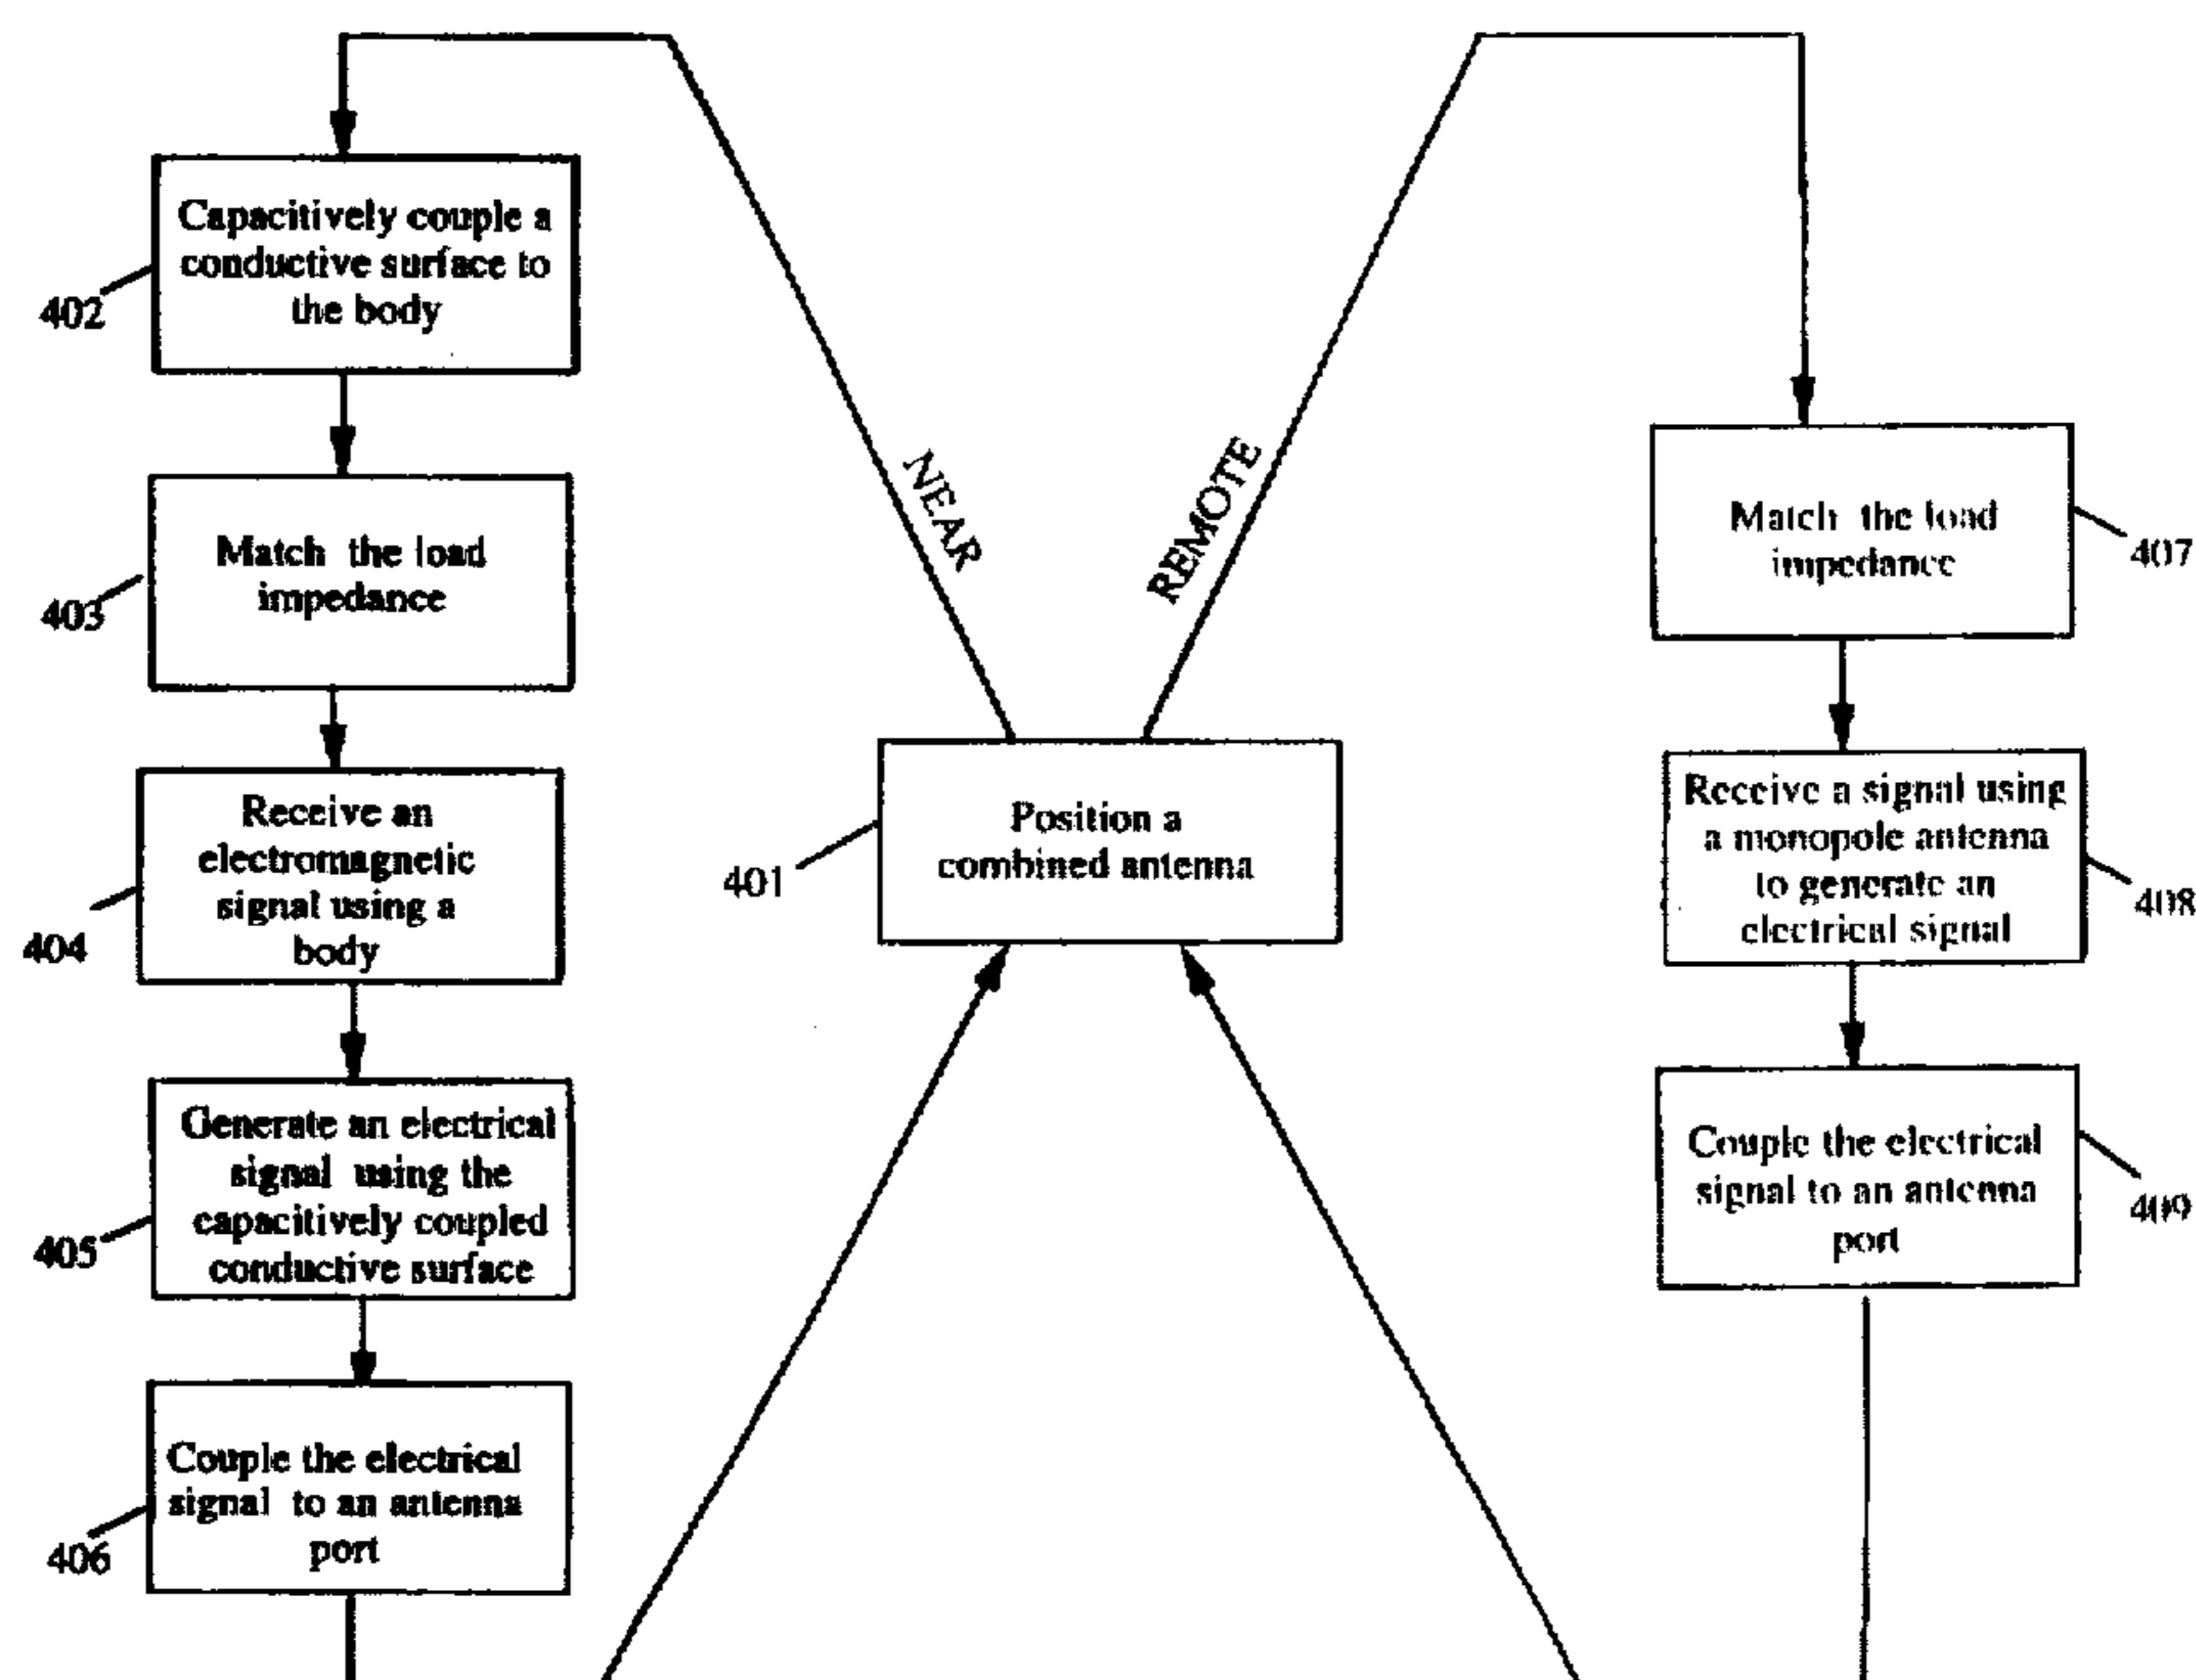 Capacitively couple a
conductive surface to
the body
402
Match the load
impedance
403
Receive an
electromagnetic
signal using a
body
404
Generate an electrical
signal using the
capacitively coupled
conductive surface
405
Couple the electrical
signal to an antenna
port
406
NEAR
REMOTE
Position a
combined antenna
401
Match the load
impedance
407
Receive a signal using
a monopole antenna
to generate an
electrical signal
408
Couple the electrical
signal to an antenna
port
409